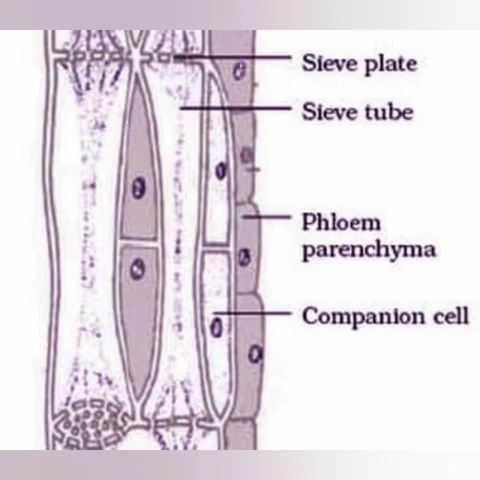 Sieve plate
Sieve tube
Phloem
parenchyma
Companion cell